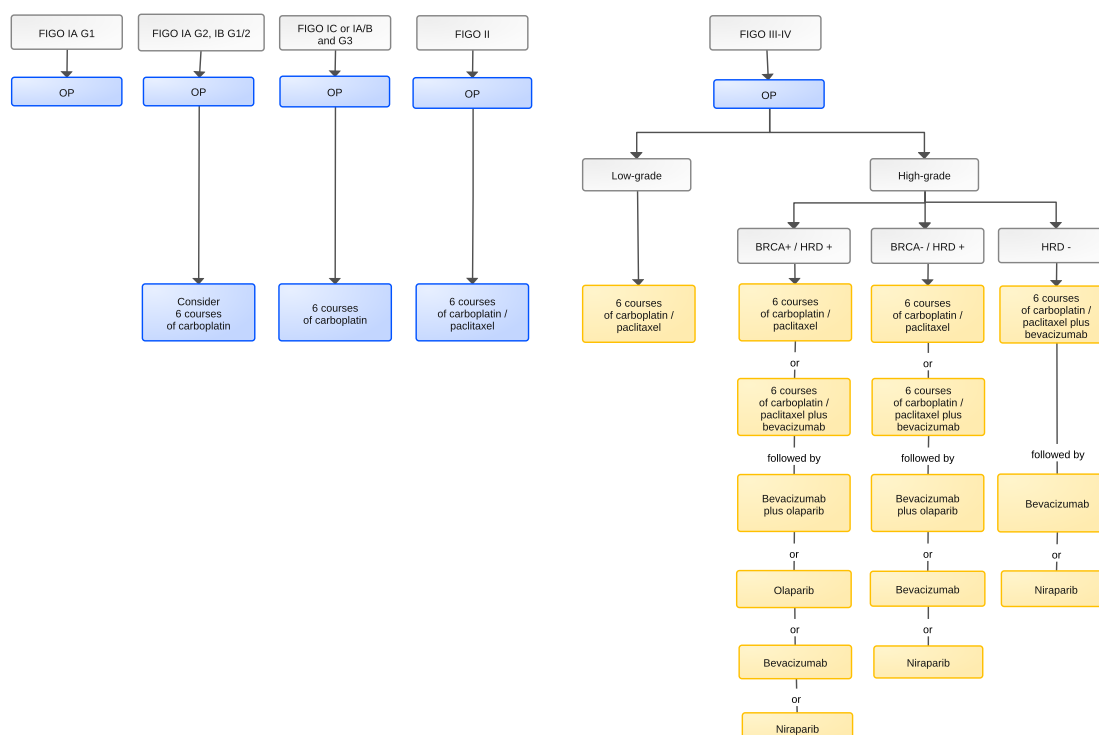 FIGO IA G1
FIGO IA G2, IB G1/2
FIGO IC or IA/B
and G3
FIGO II
FIGO III-IV
OP
OP
OP
OP
OP
Low-grade
High-grade
BRCA+ / HRD +
BRCA- / HRD +
HRD -
Consider
6 courses
of carboplatin
6 courses
of carboplatin
6 courses
of carboplatin /
paclitaxel
6 courses
of carboplatin /
paclitaxel
6 courses
of carboplatin /
paclitaxel
6 courses
of carboplatin /
paclitaxel
6 courses
of carboplatin /
paclitaxel plus
bevacizumab
or
or
6 courses
of carboplatin /
paclitaxel plus
bevacizumab
6 courses
of carboplatin /
paclitaxel plus
bevacizumab
followed by
followed by
followed by
Bevacizumab
plus olaparib
Bevacizumab
plus olaparib
Bevacizumab
or
or
or
Olaparib
Bevacizumab
Niraparib
or
or
Bevacizumab
Niraparib
or
Niraparib